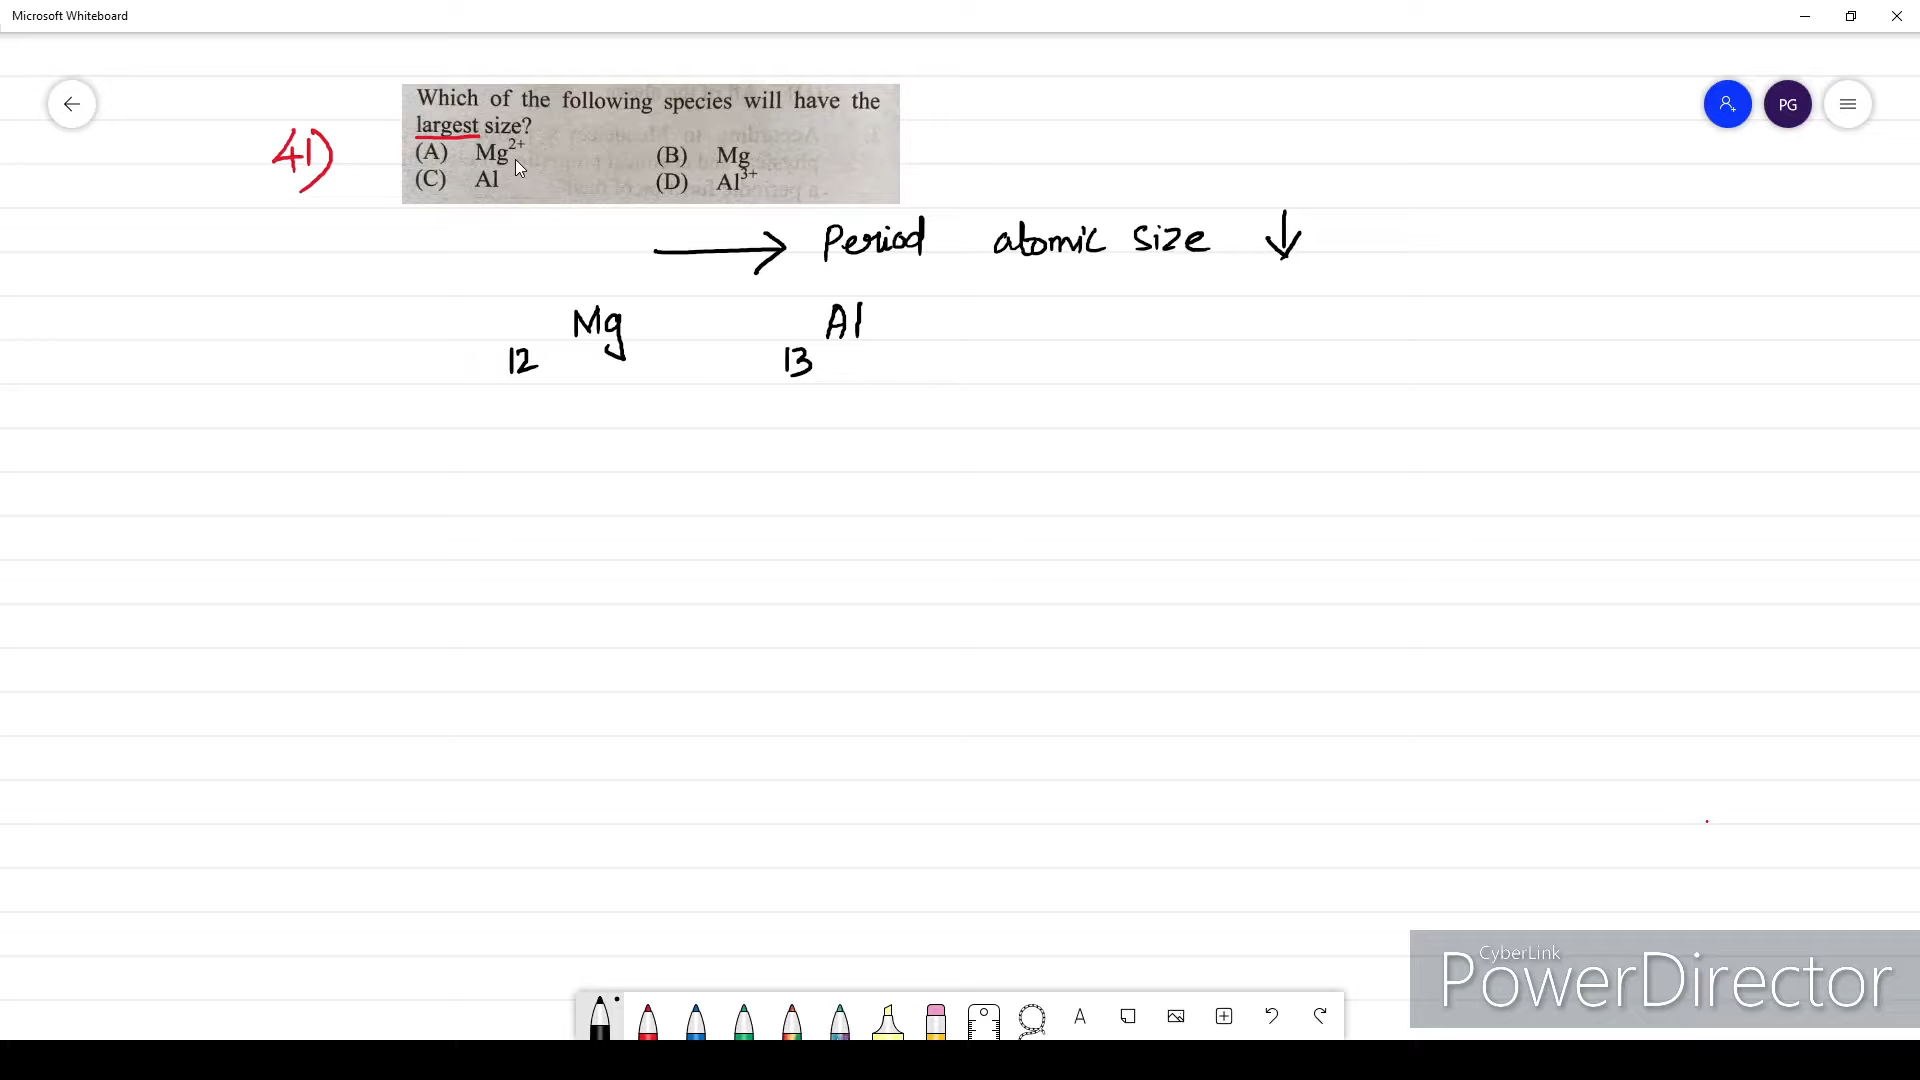 Microsoft Whiteboard
PG
41)
Which of the following species will have the
largest size?
(A) Mg²⁺ (B) Mg
(C) Al (D) Al³⁺
Period atomic size ↓
12 Mg 13 Al
CyberLink
PowerDirector